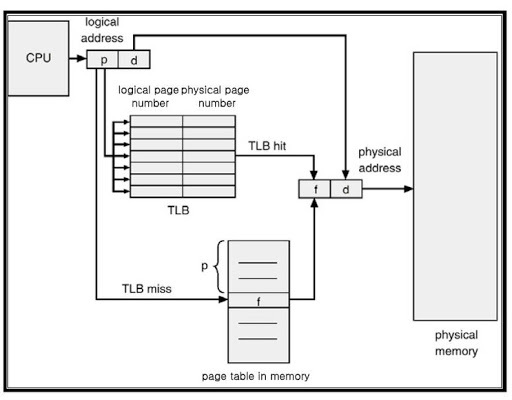 logical
address
CPU
p d
logical page physical page
number number
TLB hit
physical
address
f d
TLB
p
TLB miss
f
physical
memory
page table in memory